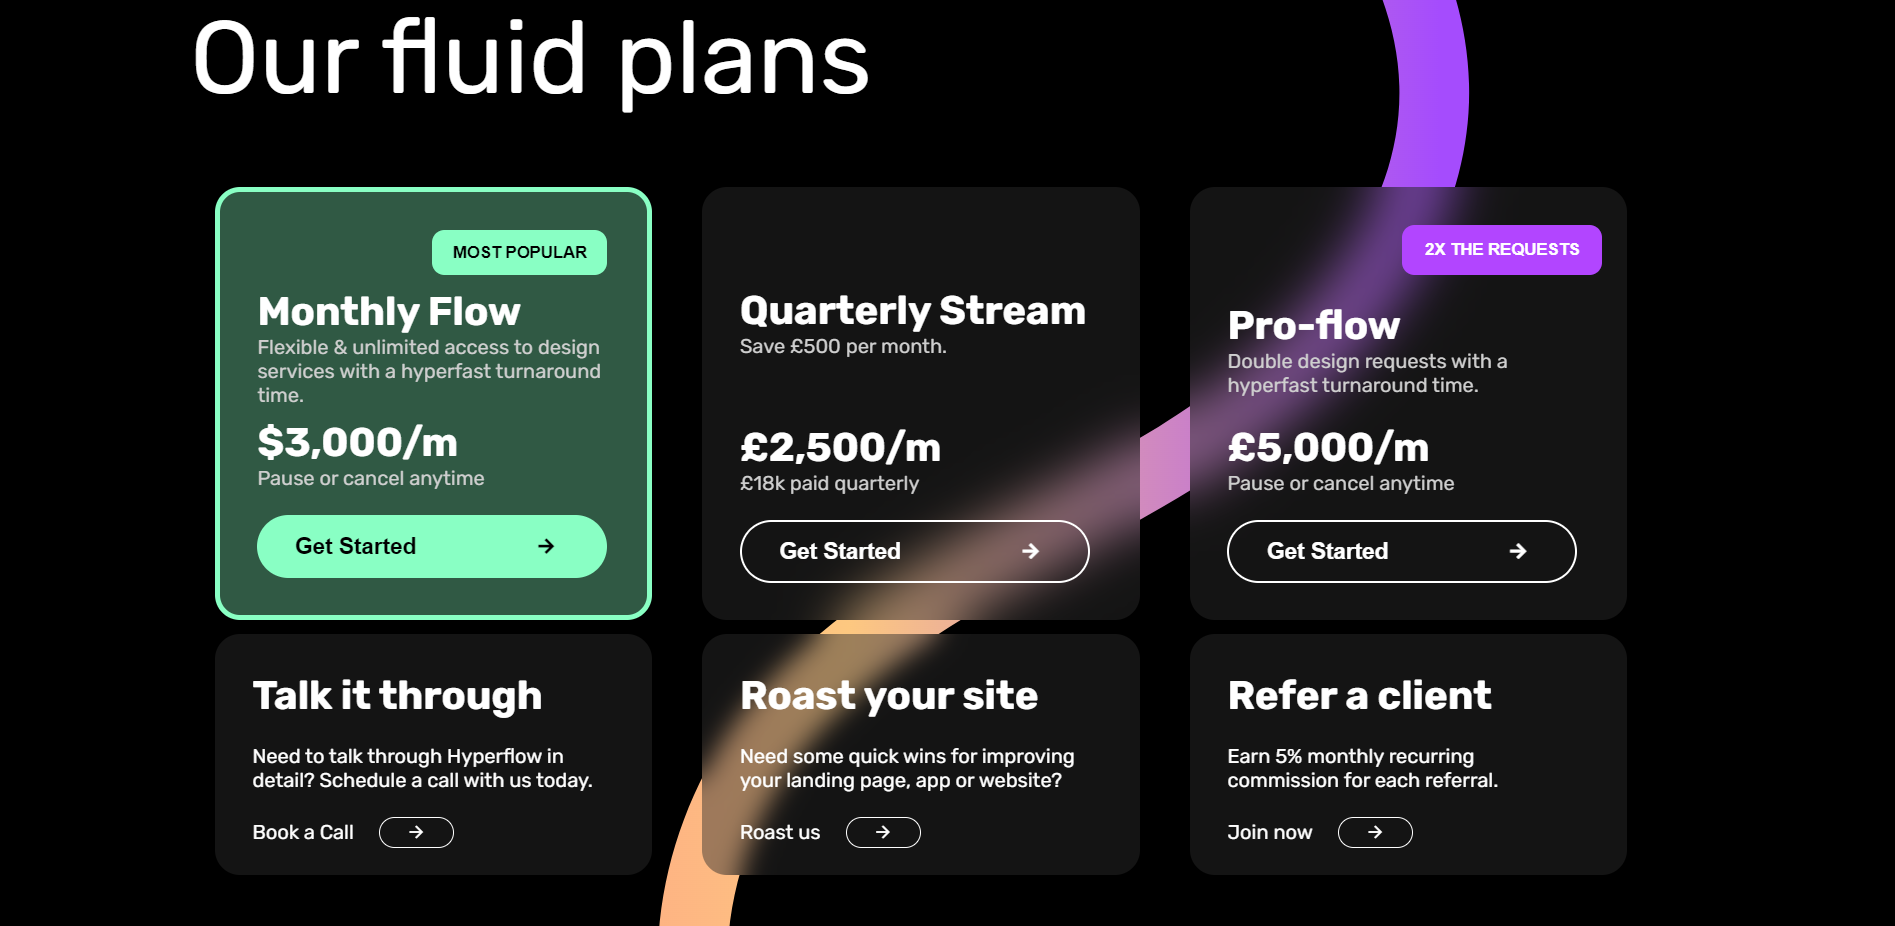 Our fluid plans
MOST POPULAR
Monthly Flow
Flexible & unlimited access to design
services with a hyperfast turnaround
time.
$3,000/m
Pause or cancel anytime
Get Started
Quarterly Stream
Save £500 per month.
£2,500/m
£18k paid quarterly
Get Started
2X THE REQUESTS
Pro-flow
Double design requests with a
hyperfast turnaround time.
£5,000/m
Pause or cancel anytime
Get Started
Talk it through
Need to talk through Hyperflow in
detail? Schedule a call with us today.
Book a Call
Roast your site
Need some quick wins for improving
your landing page, app or website?
Roast us
Refer a client
Earn 5% monthly recurring
commission for each referral.
Join now